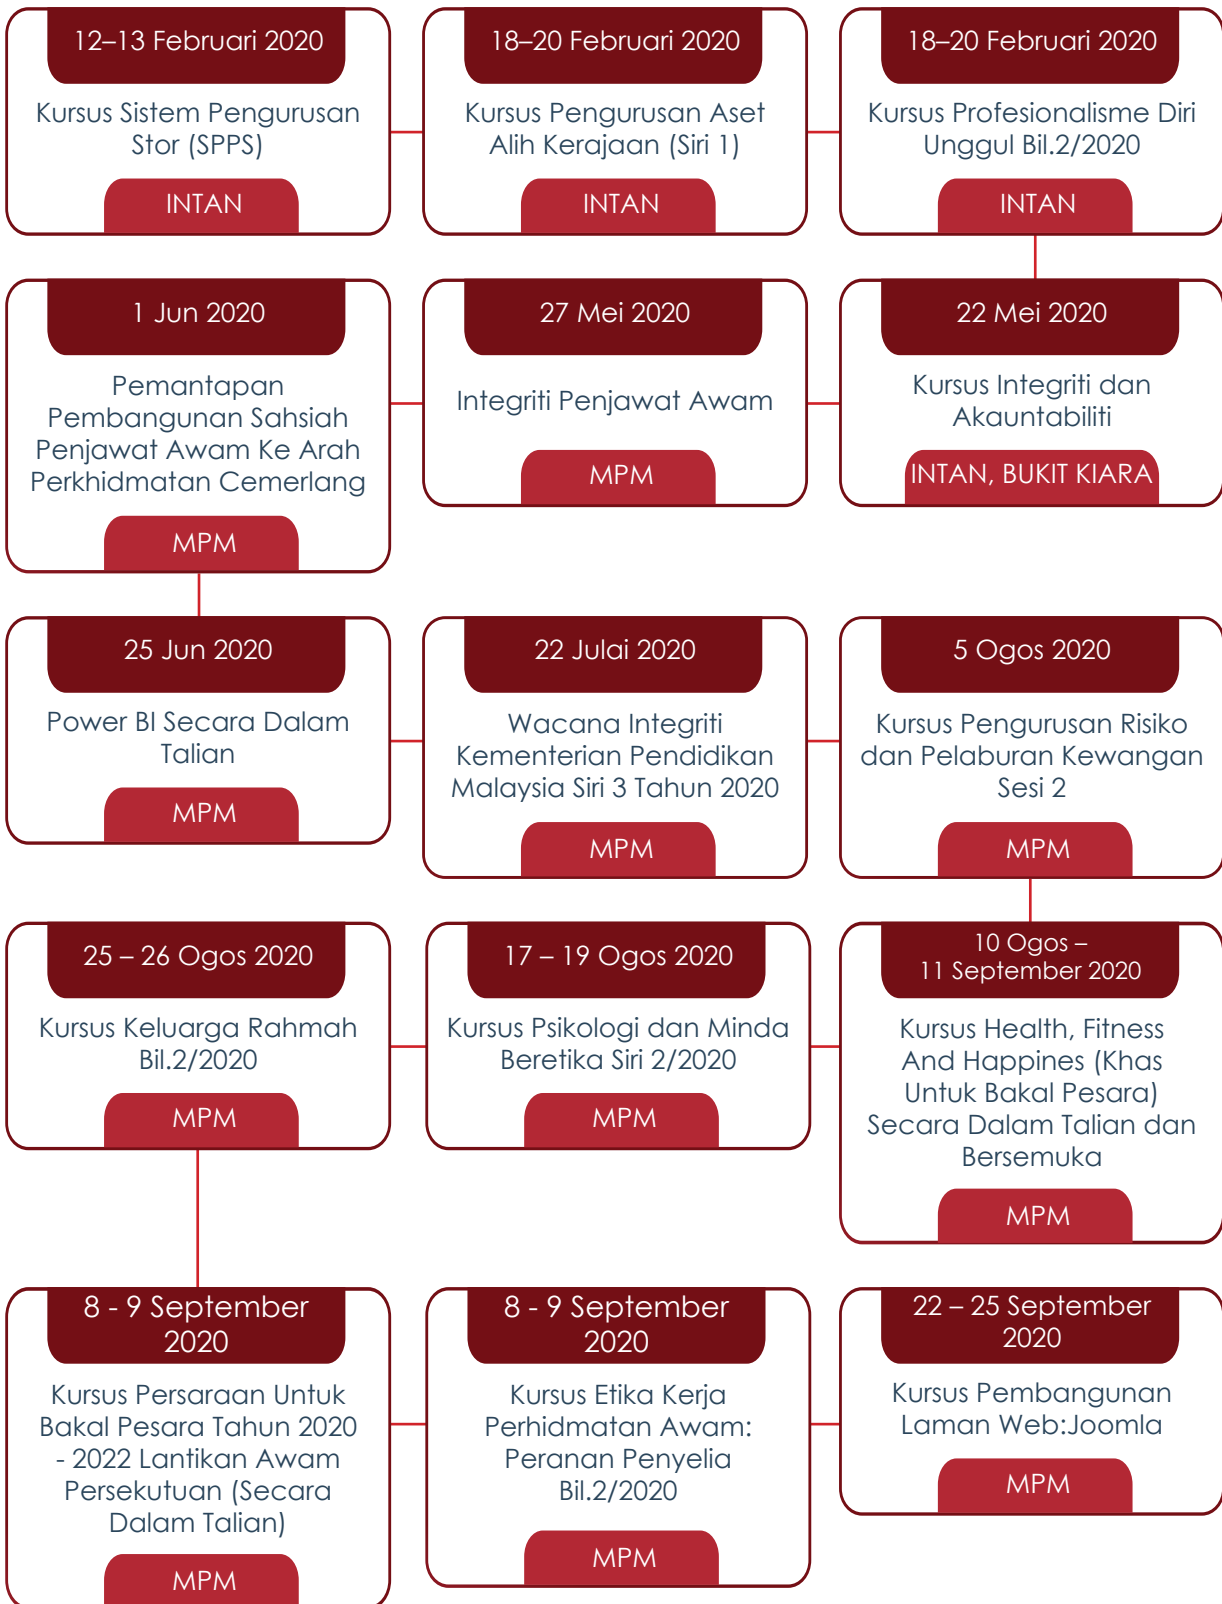 12–13 Februari 2020
Kursus Sistem Pengurusan
Stor (SPPS)
INTAN
18–20 Februari 2020
Kursus Pengurusan Aset
Alih Kerajaan (Siri 1)
INTAN
18–20 Februari 2020
Kursus Profesionalisme Diri
Unggul Bil.2/2020
INTAN
22 Mei 2020
Kursus Integriti dan
Akauntabiliti
INTAN, BUKIT KIARA
27 Mei 2020
Integriti Penjawat Awam
MPM
1 Jun 2020
Pemantapan
Pembangunan Sahsiah
Penjawat Awam Ke Arah
Perkhidmatan Cemerlang
MPM
25 Jun 2020
Power BI Secara Dalam
Talian
MPM
22 Julai 2020
Wacana Integriti
Kementerian Pendidikan
Malaysia Siri 3 Tahun 2020
MPM
5 Ogos 2020
Kursus Pengurusan Risiko
dan Pelaburan Kewangan
Sesi 2
MPM
10 Ogos –
11 September 2020
Kursus Health, Fitness
And Happines (Khas
Untuk Bakal Pesara)
Secara Dalam Talian dan
Bersemuka
MPM
17 – 19 Ogos 2020
Kursus Psikologi dan Minda
Beretika Siri 2/2020
MPM
25 – 26 Ogos 2020
Kursus Keluarga Rahmah
Bil.2/2020
MPM
8 - 9 September
2020
Kursus Persaraan Untuk
Bakal Pesara Tahun 2020
- 2022 Lantikan Awam
Persekutuan (Secara
Dalam Talian)
MPM
8 - 9 September
2020
Kursus Etika Kerja
Perhidmatan Awam:
Peranan Penyelia
Bil.2/2020
MPM
22 – 25 September
2020
Kursus Pembangunan
Laman Web:Joomla
MPM